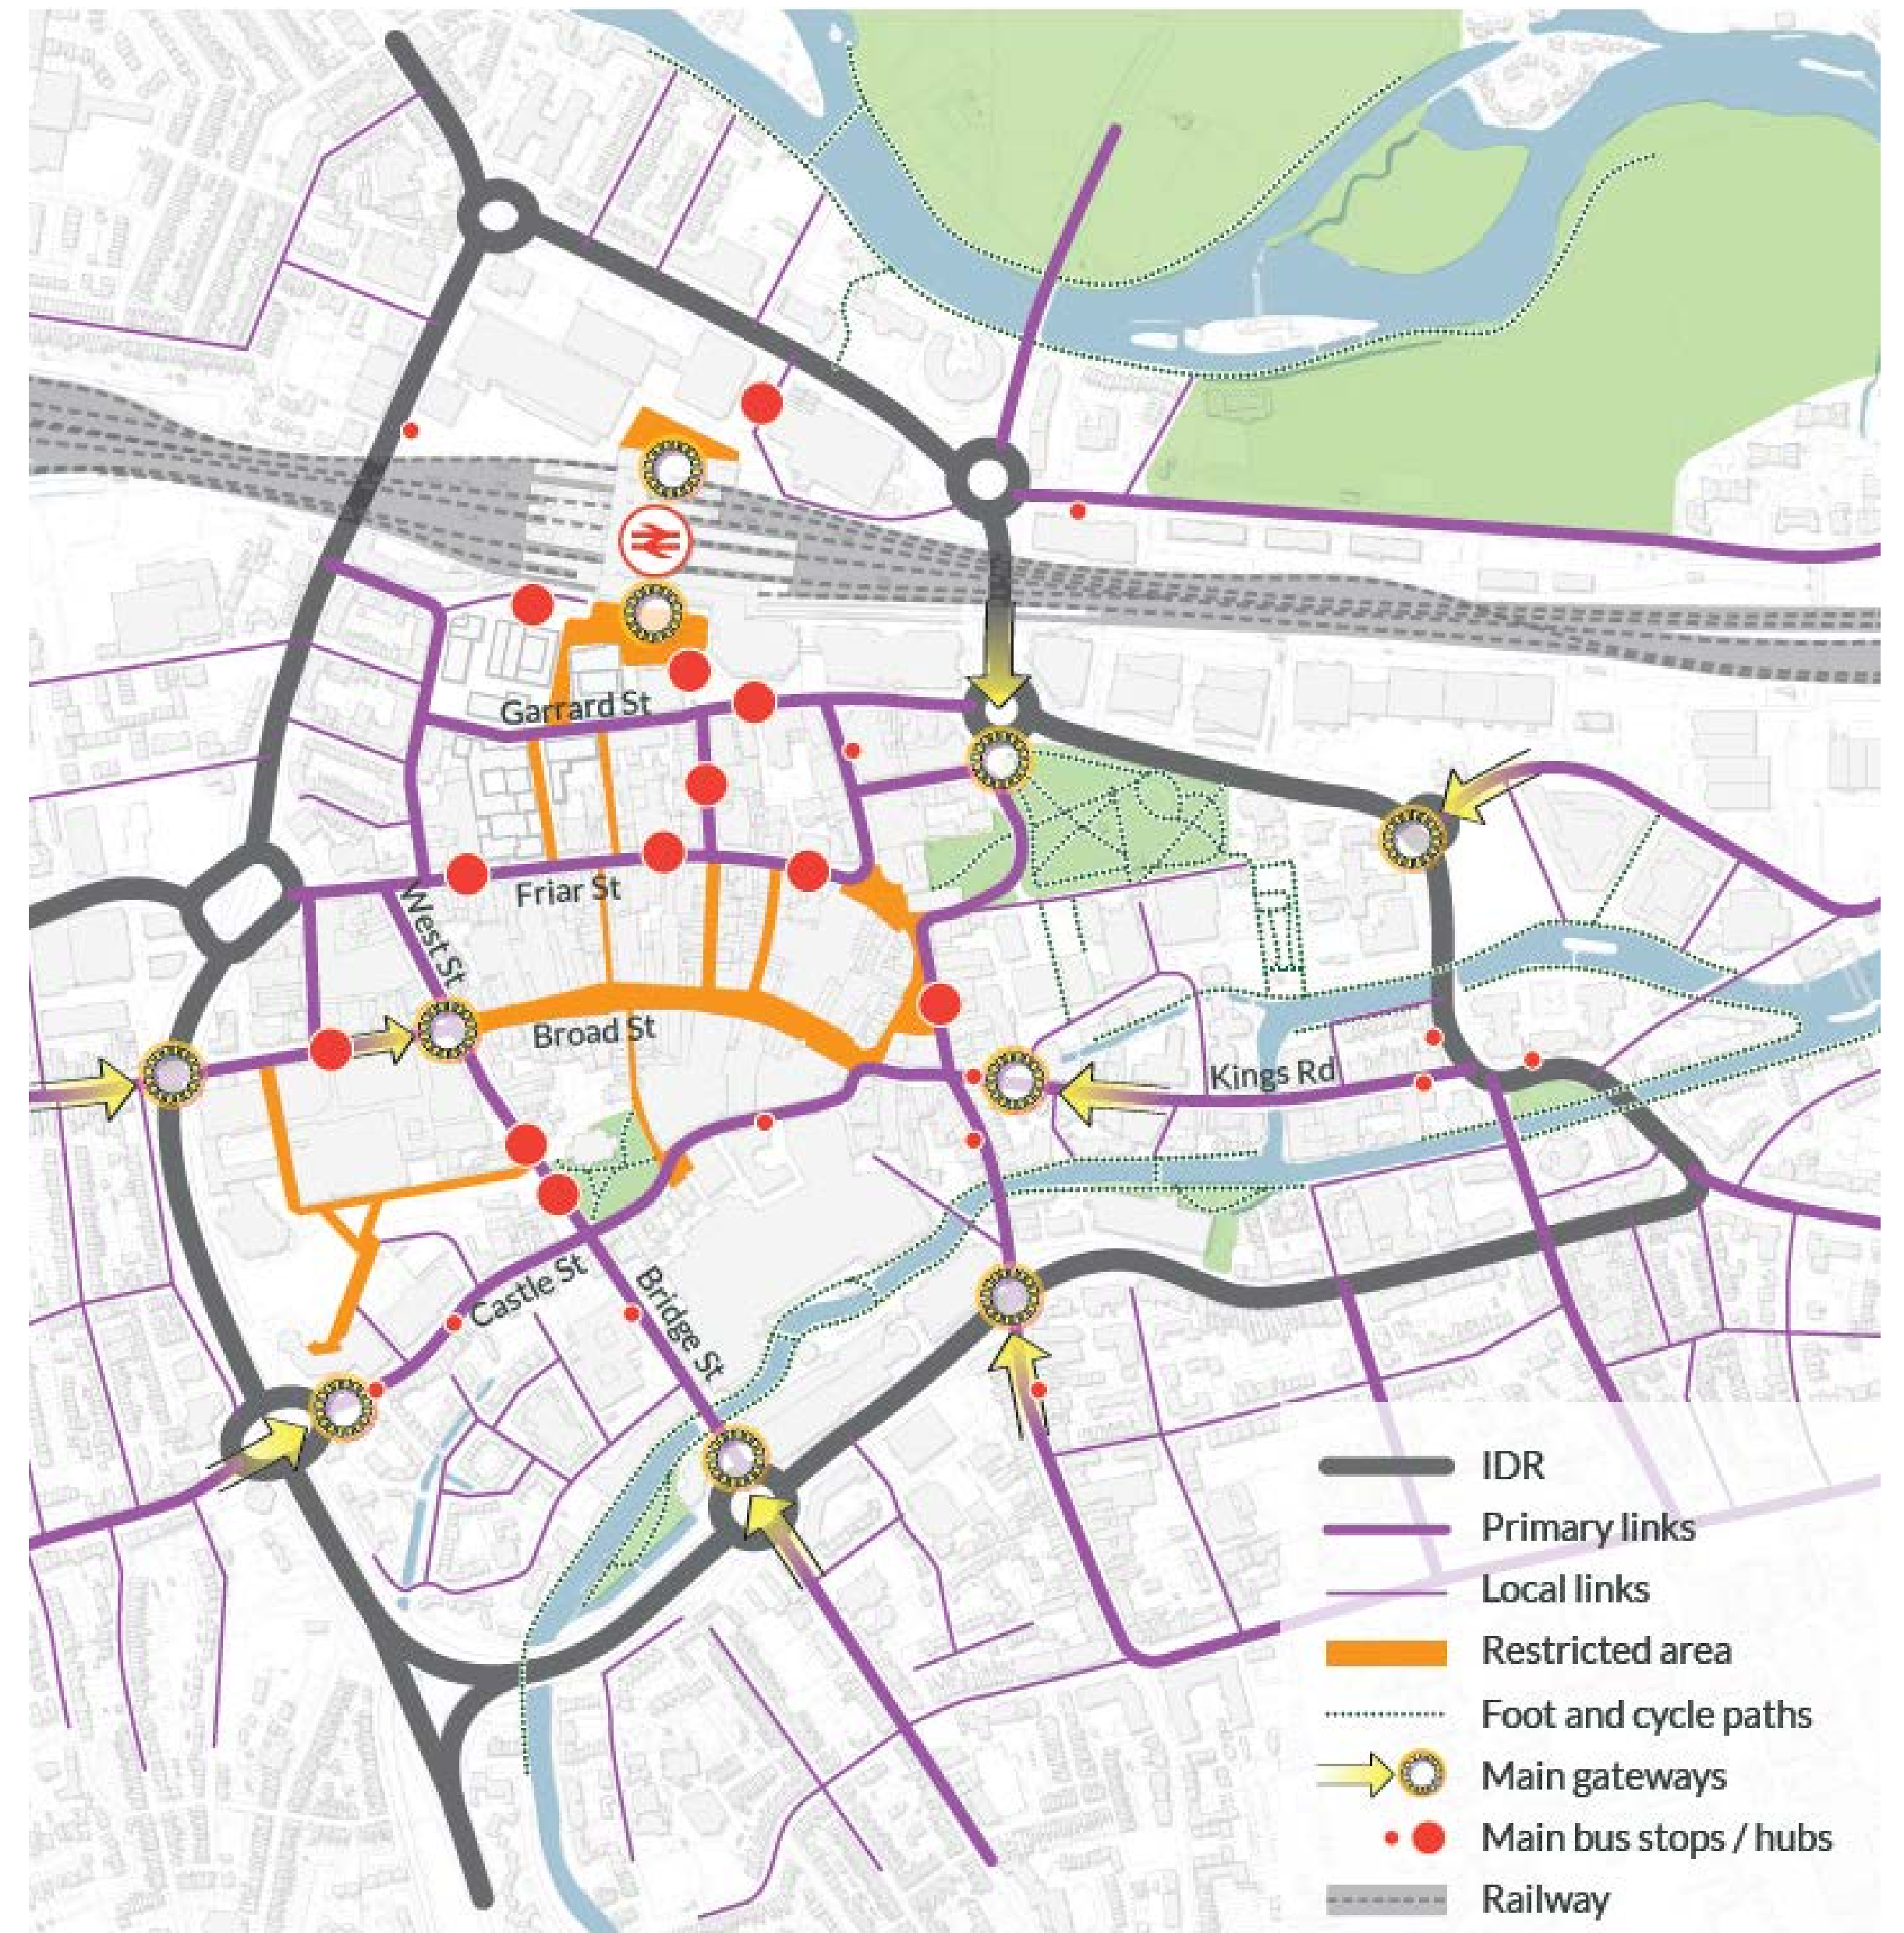 Garrard St
Friar St
West St
Broad St
Kings Rd
Castle St
Bridge St
IDR
Primary links
Local links
Restricted area
Foot and cycle paths
Main gateways
Main bus stops / hubs
Railway